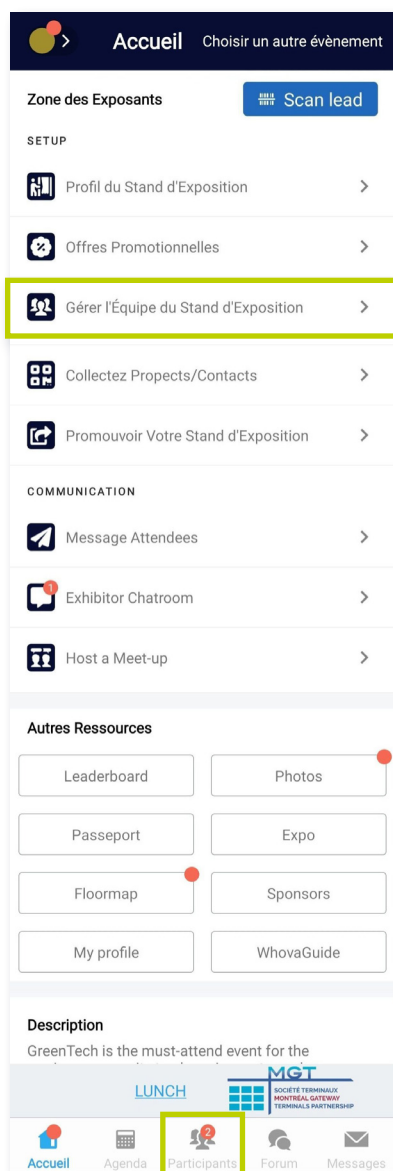 Accueil Choisir un autre évènement
Zone des Exposants Scan lead
SETUP
Profil du Stand d'Exposition
Offres Promotionnelles
Gérer l'Équipe du Stand d'Exposition
Collectez Propects/Contacts
Promouvoir Votre Stand d'Exposition
COMMUNICATION
Message Attendees
1
Exhibitor Chatroom
Host a Meet-up
Autres Ressources
Leaderboard Photos
Passeport Expo
Floormap Sponsors
My profile WhovaGuide
Description
GreenTech is the must-attend event for the
LUNCH
MGT
SOCIÉTÉ TERMINAUX
MONTRÉAL GATEWAY
TERMINALS PARTNERSHIP
2
Accueil Agenda Participants Forum Messages